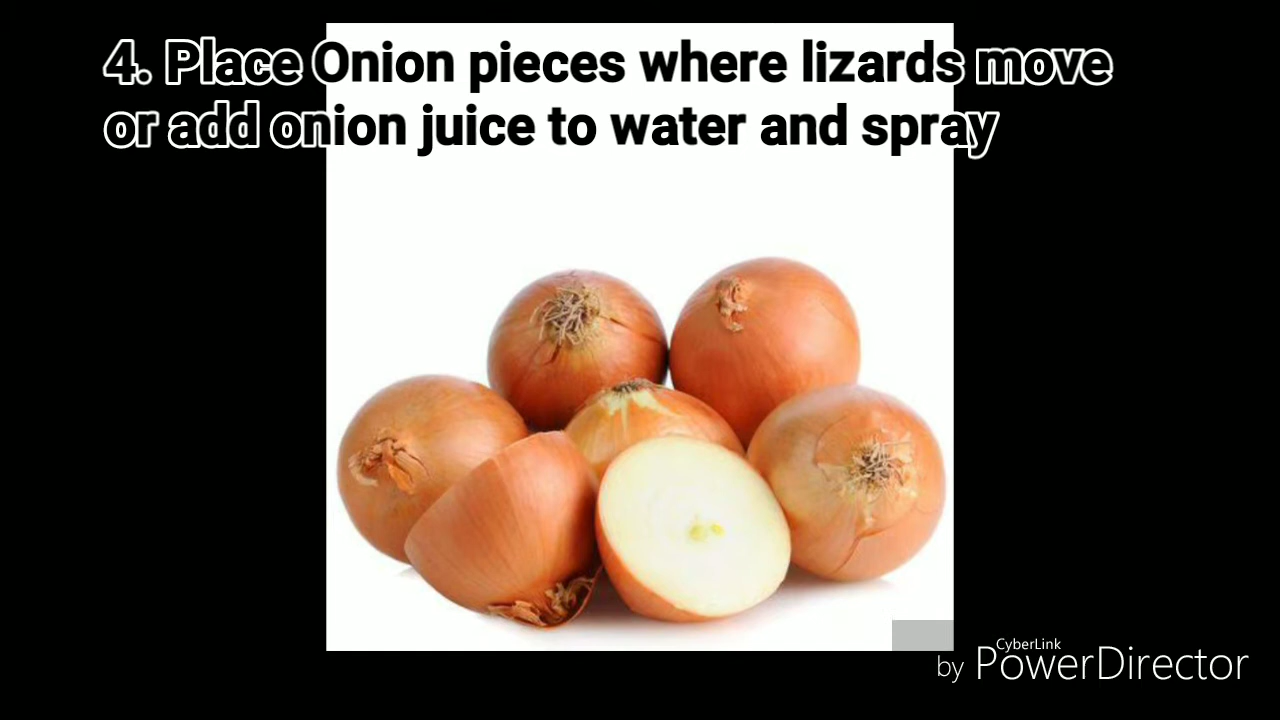 4. Place Onion pieces where lizards move
or add onion juice to water and spray
CyberLink
by PowerDirector